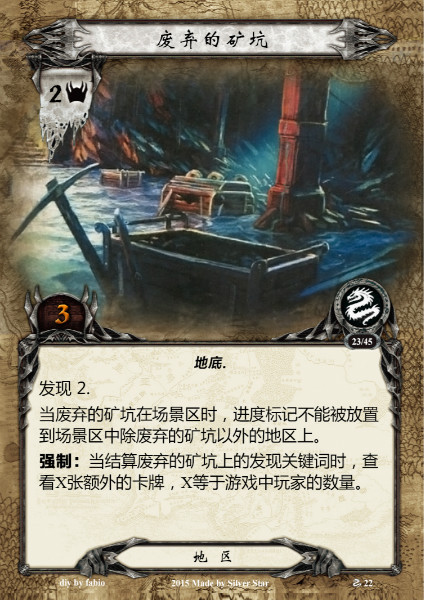 废弃的矿坑
2
3
23/45
地底.
发现 2.
当废弃的矿坑在场景区时，进度标记不能被放置
到场景区中除废弃的矿坑以外的地区上。
强制：当结算废弃的矿坑上的发现关键词时，查
看X张额外的卡牌，X等于游戏中玩家的数量。
地 区
diy by fabio
2015 Made by Silver Star
22